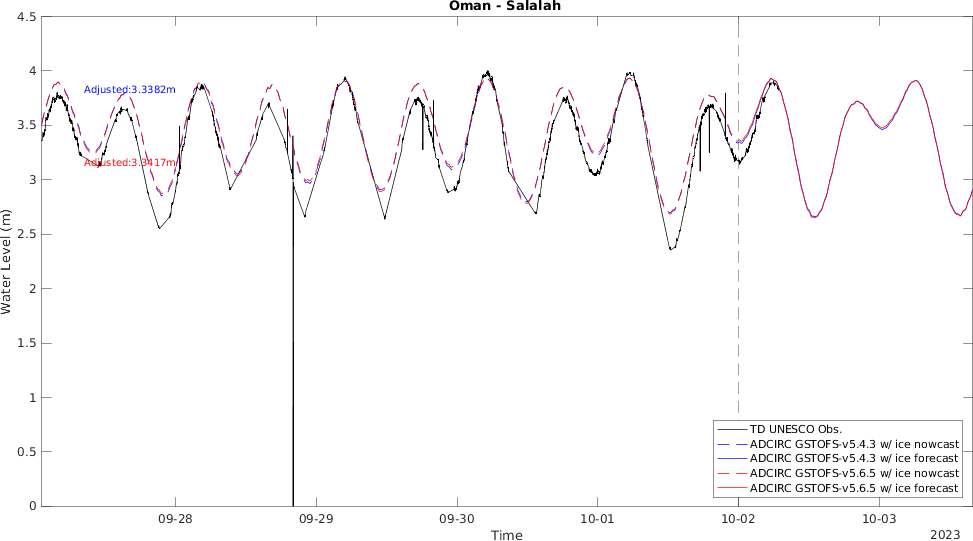 Oman - Salalah
4.5
4
3.5
3
2.5
2
1.5
1
0.5
0
Water Level (m)
Adjusted:3.3382m
Adjusted:3.3417m
TD UNESCO Obs.
ADCIRC GSTOFS-v5.4.3 w/ ice nowcast
ADCIRC GSTOFS-v5.4.3 w/ ice forecast
ADCIRC GSTOFS-v5.6.5 w/ ice nowcast
ADCIRC GSTOFS-v5.6.5 w/ ice forecast
09-28
09-29
09-30
10-01
10-02
10-03
Time
2023